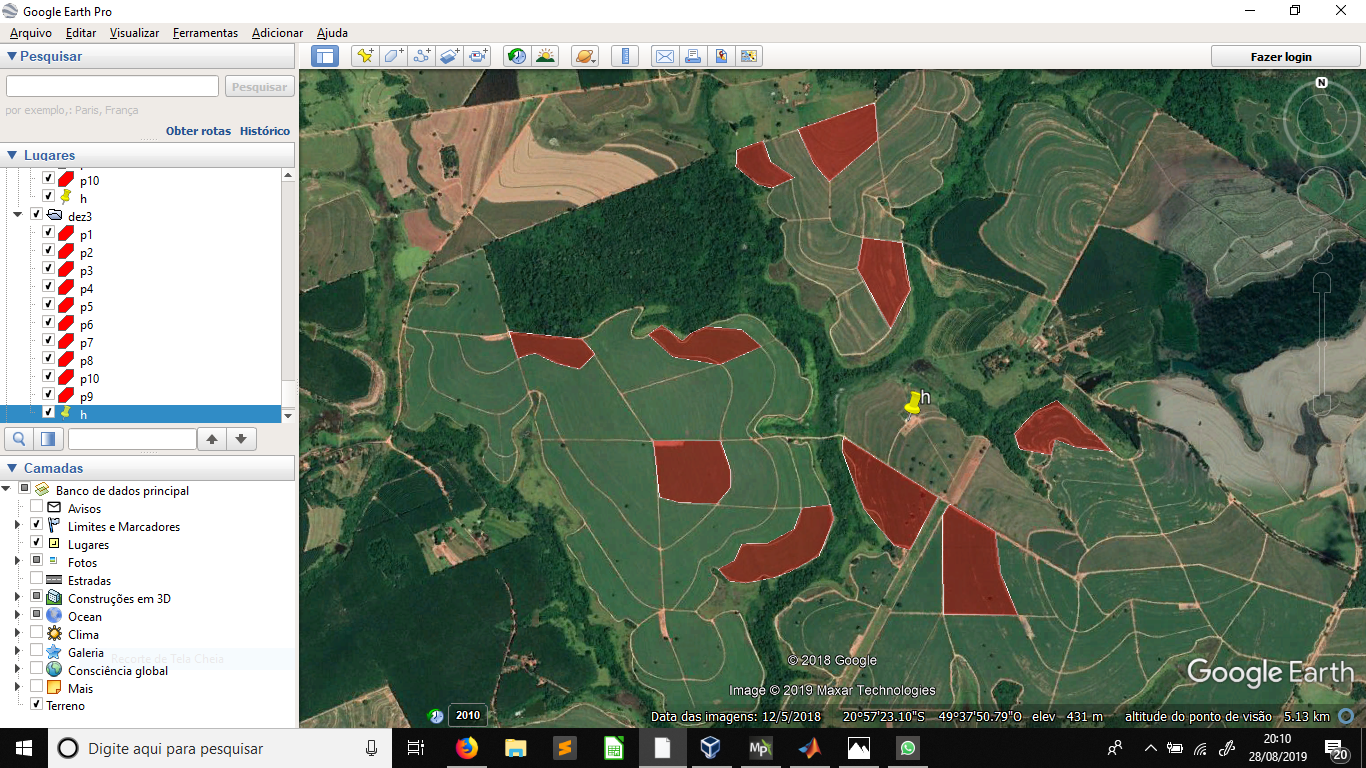 Google Earth Pro
Arquivo Editar Visualizar Ferramentas Adicionar Ajuda
Pesquisar
Pesquisar
por exemplo,: Paris, França
Obter rotas Histórico
Lugares
p10
h
dez3
p1
p2
p3
p4
p5
p6
p7
p8
p10
p9
h
Camadas
Banco de dados principal
Avisos
Limites e Marcadores
Lugares
Fotos
Estradas
Construções em 3D
Ocean
Clima
Galeria
Recorte de Tela Cheia
Consciência global
Mais
Terreno
Fazer login
N
h
© 2018 Google
Image © 2019 Maxar Technologies
Google Earth
2010
Data das imagens: 12/5/2018 20°57'23.10"S 49°37'50.79"O elev 431 m altitude do ponto de visão 5.13 km
Digite aqui para pesquisar
Mp
20:10
28/08/2019
20